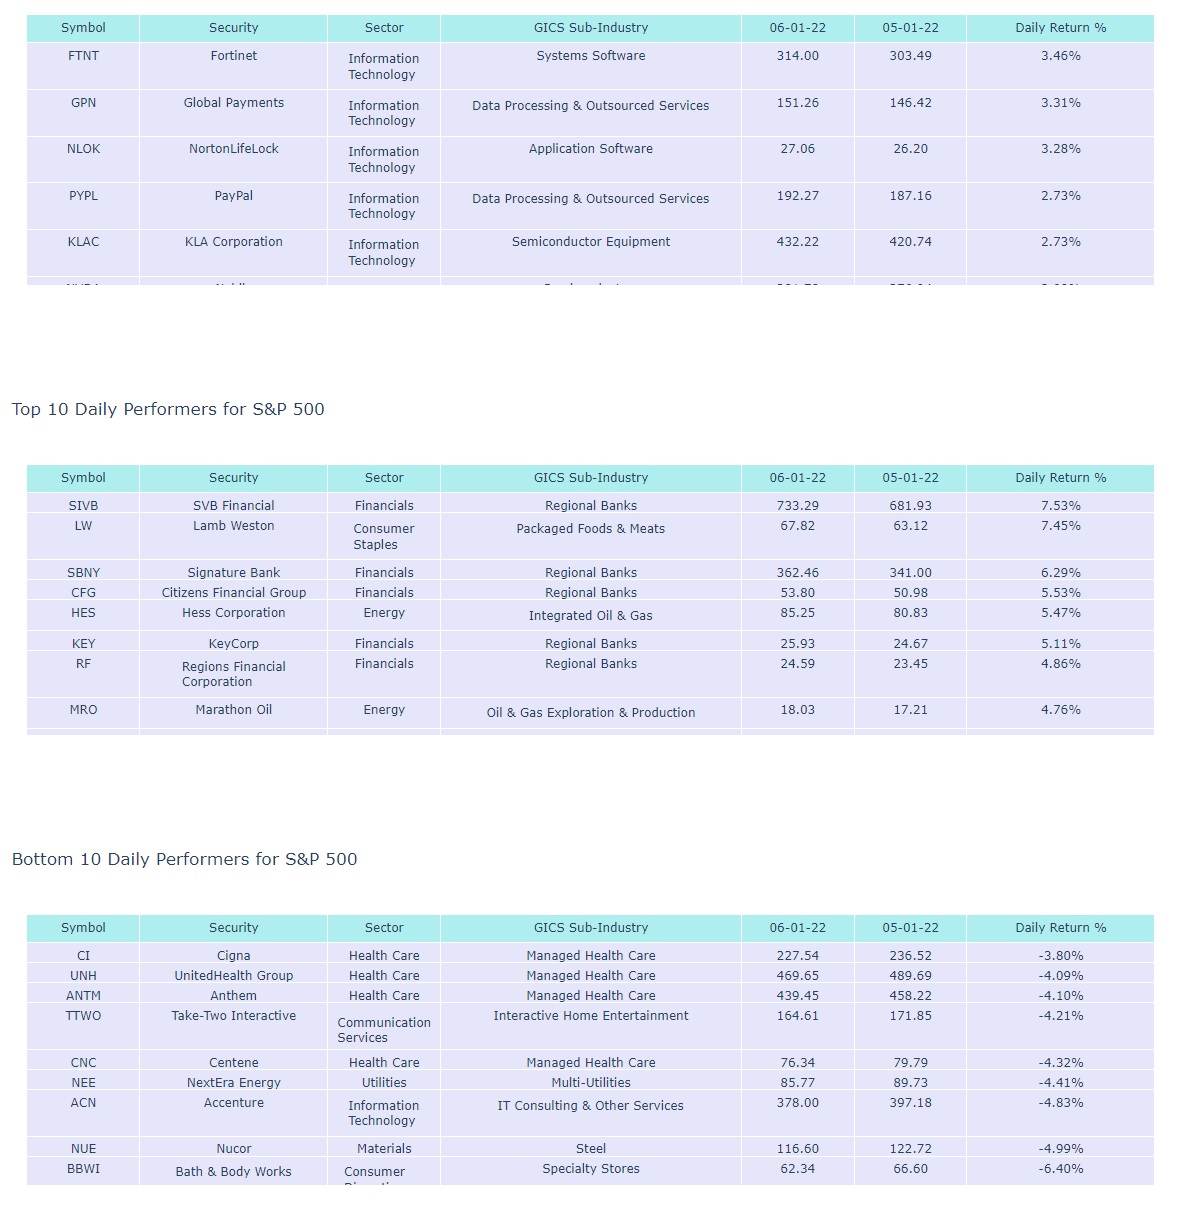 Symbol Security Sector GICS Sub-Industry 06-01-22 05-01-22 Daily Return %
FTNT Fortinet Information Technology Systems Software 314.00 303.49 3.46%
GPN Global Payments Information Technology Data Processing & Outsourced Services 151.26 146.42 3.31%
NLOK NortonLifeLock Information Technology Application Software 27.06 26.20 3.28%
PYPL PayPal Information Technology Data Processing & Outsourced Services 192.27 187.16 2.73%
KLAC KLA Corporation Information Technology Semiconductor Equipment 432.22 420.74 2.73%
Top 10 Daily Performers for S&P 500
Symbol Security Sector GICS Sub-Industry 06-01-22 05-01-22 Daily Return %
SIVB SVB Financial Financials Regional Banks 733.29 681.93 7.53%
LW Lamb Weston Consumer Staples Packaged Foods & Meats 67.82 63.12 7.45%
SBNY Signature Bank Financials Regional Banks 362.46 341.00 6.29%
CFG Citizens Financial Group Financials Regional Banks 53.80 50.98 5.53%
HES Hess Corporation Energy Integrated Oil & Gas 85.25 80.83 5.47%
KEY KeyCorp Financials Regional Banks 25.93 24.67 5.11%
RF Regions Financial Corporation Financials Regional Banks 24.59 23.45 4.86%
MRO Marathon Oil Energy Oil & Gas Exploration & Production 18.03 17.21 4.76%
Bottom 10 Daily Performers for S&P 500
Symbol Security Sector GICS Sub-Industry 06-01-22 05-01-22 Daily Return %
CI Cigna Health Care Managed Health Care 227.54 236.52 -3.80%
UNH UnitedHealth Group Health Care Managed Health Care 469.65 489.69 -4.09%
ANTM Anthem Health Care Managed Health Care 439.45 458.22 -4.10%
TTWO Take-Two Interactive Communication Services Interactive Home Entertainment 164.61 171.85 -4.21%
CNC Centene Health Care Managed Health Care 76.34 79.79 -4.32%
NEE NextEra Energy Utilities Multi-Utilities 85.77 89.73 -4.41%
ACN Accenture Information Technology IT Consulting & Other Services 378.00 397.18 -4.83%
NUE Nucor Materials Steel 116.60 122.72 -4.99%
BBWI Bath & Body Works Consumer Specialty Stores 62.34 66.60 -6.40%